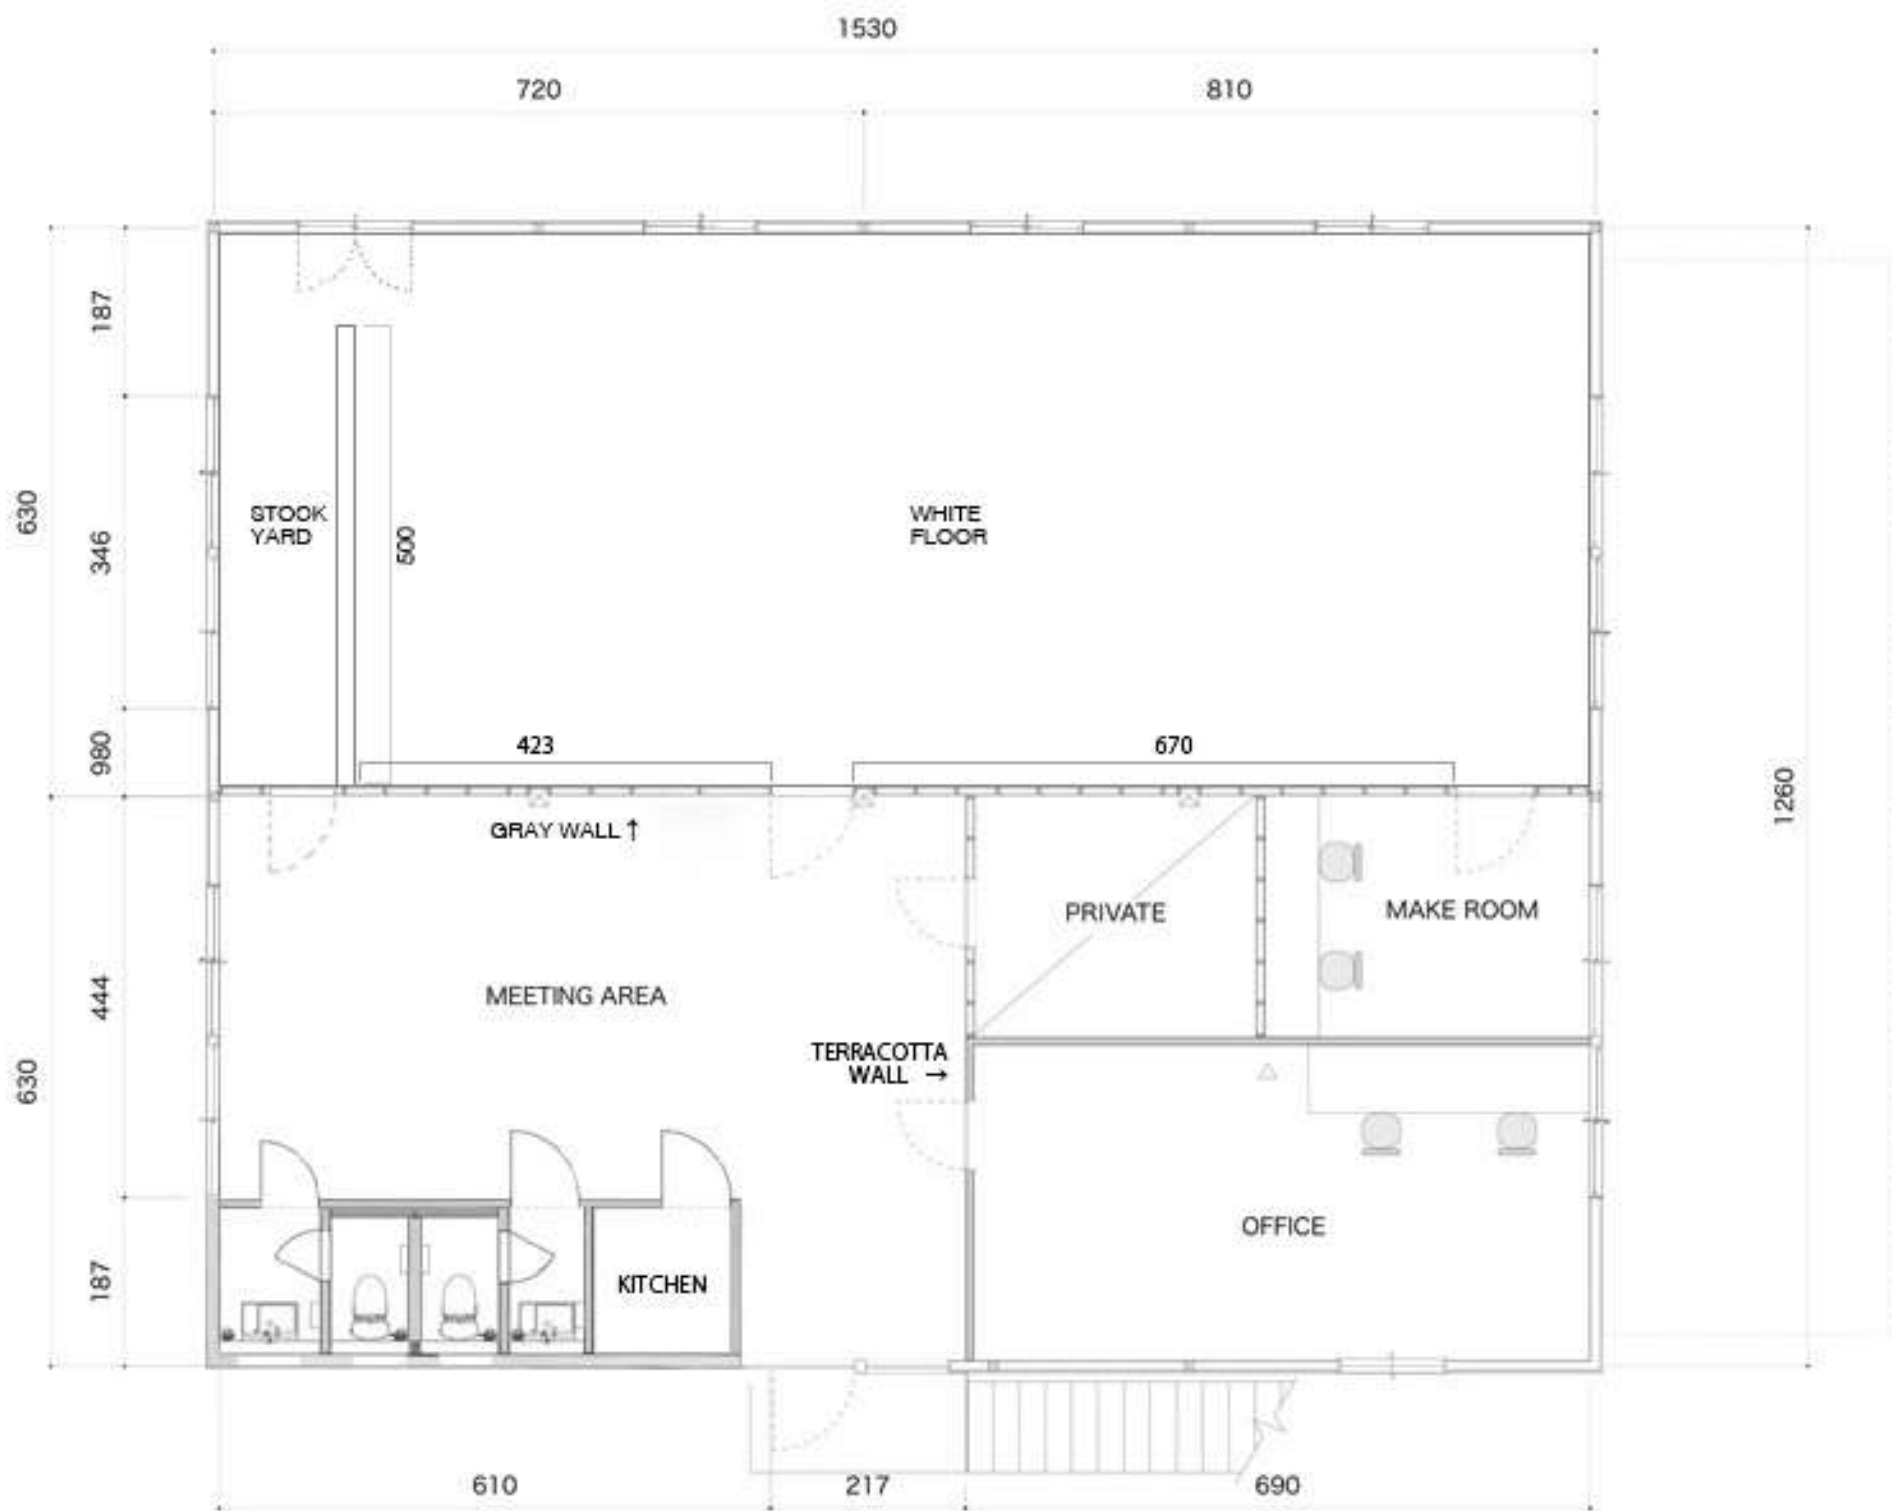 1530
720
810
187
630
346
980
STOOK
YARD
500
WHITE
FLOOR
423
670
1260
GRAY WALL ↑
PRIVATE
MAKE ROOM
MEETING AREA
444
630
TERRACOTTA
WALL →
OFFICE
187
KITCHEN
610
217
690